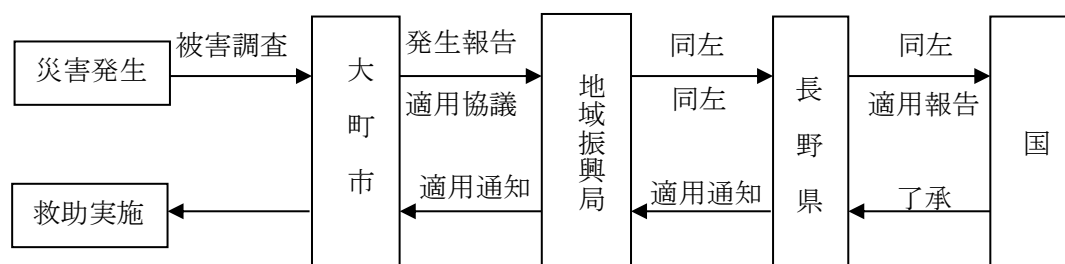 災害発生
被害調査
大町市
発生報告
適用協議
地域振興局
同左
同左
長野県
同左
適用報告
国
了承
適用通知
適用通知
救助実施